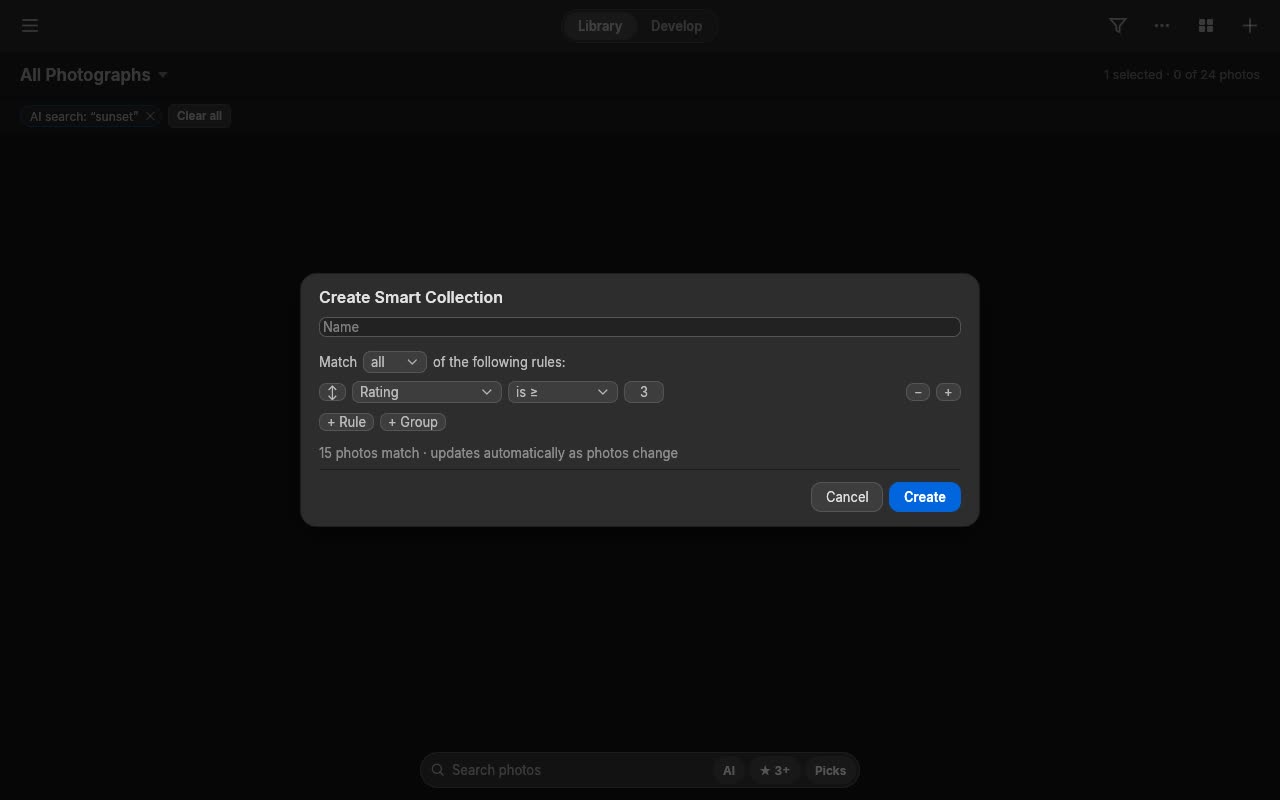 Library Develop
All Photographs
1 selected · 0 of 24 photos
AI search: “sunset” Clear all
Create Smart Collection
Name
Match all of the following rules:
Rating is ≥ 3 − +
+ Rule + Group
15 photos match · updates automatically as photos change
Cancel Create
Search photos AI ★ 3+ Picks